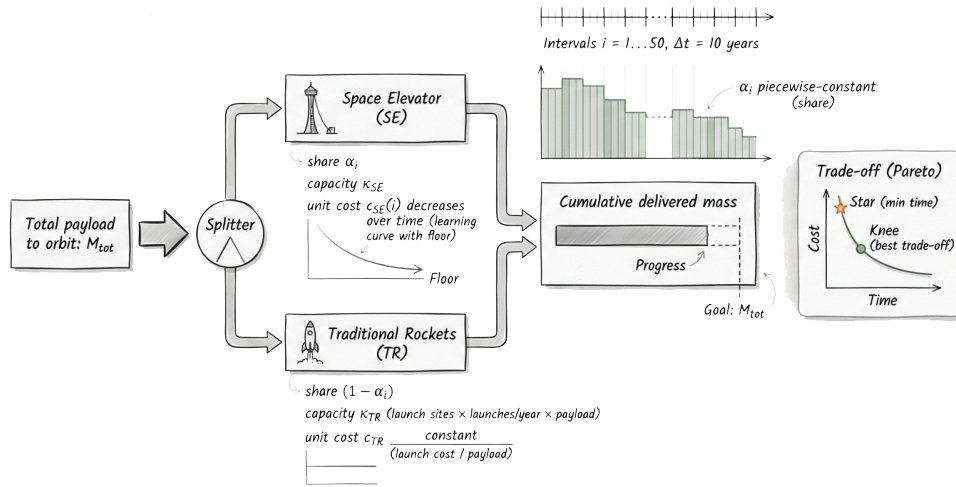 Intervals i = 1...50, Δt = 10 years
α_i piecewise-constant
(share)
Space Elevator
(SE)
share α_i
capacity κ_SE
unit cost c_SE(i) decreases
over time (learning
curve with floor)
Floor
Total payload
to orbit: M_tot
Splitter
Traditional Rockets
(TR)
share (1 − α_i)
capacity κ_TR (launch sites × launches/year × payload)
unit cost c_TR constant
(launch cost / payload)
Cumulative delivered mass
Progress
Goal: M_tot
Trade-off (Pareto)
Star (min time)
Knee
(best trade-off)
Cost
Time